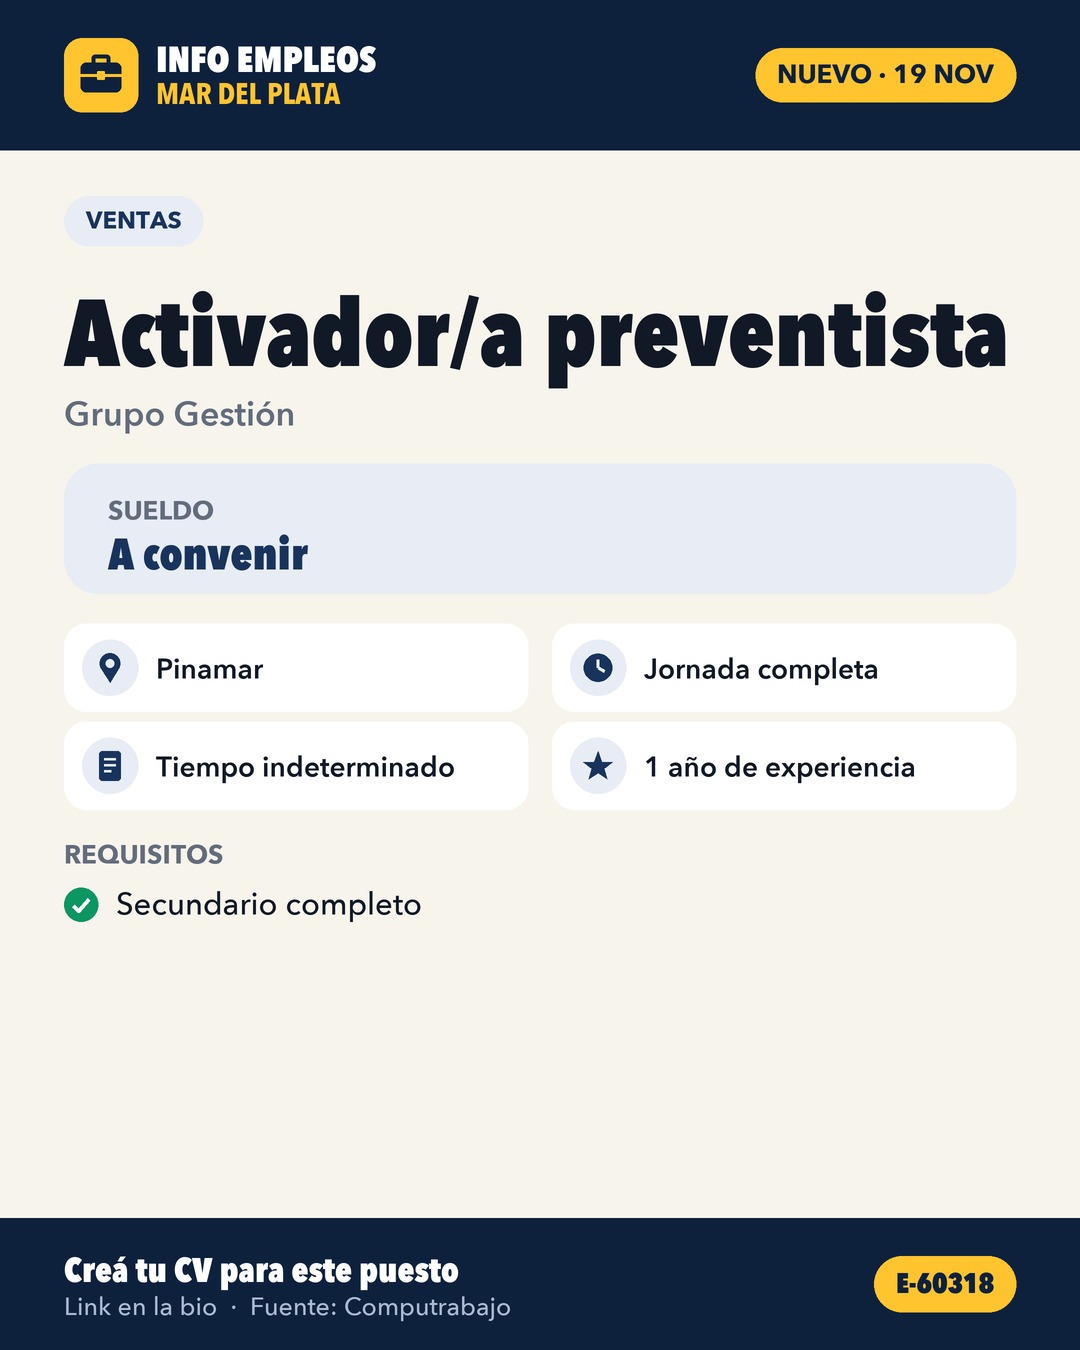 INFO EMPLEOS
MAR DEL PLATA
NUEVO · 19 NOV
VENTAS
Activador/a preventista
Grupo Gestión
SUELDO
A convenir
Pinamar
Jornada completa
Tiempo indeterminado
1 año de experiencia
REQUISITOS
Secundario completo
Creá tu CV para este puesto
Link en la bio · Fuente: Computrabajo
E-60318